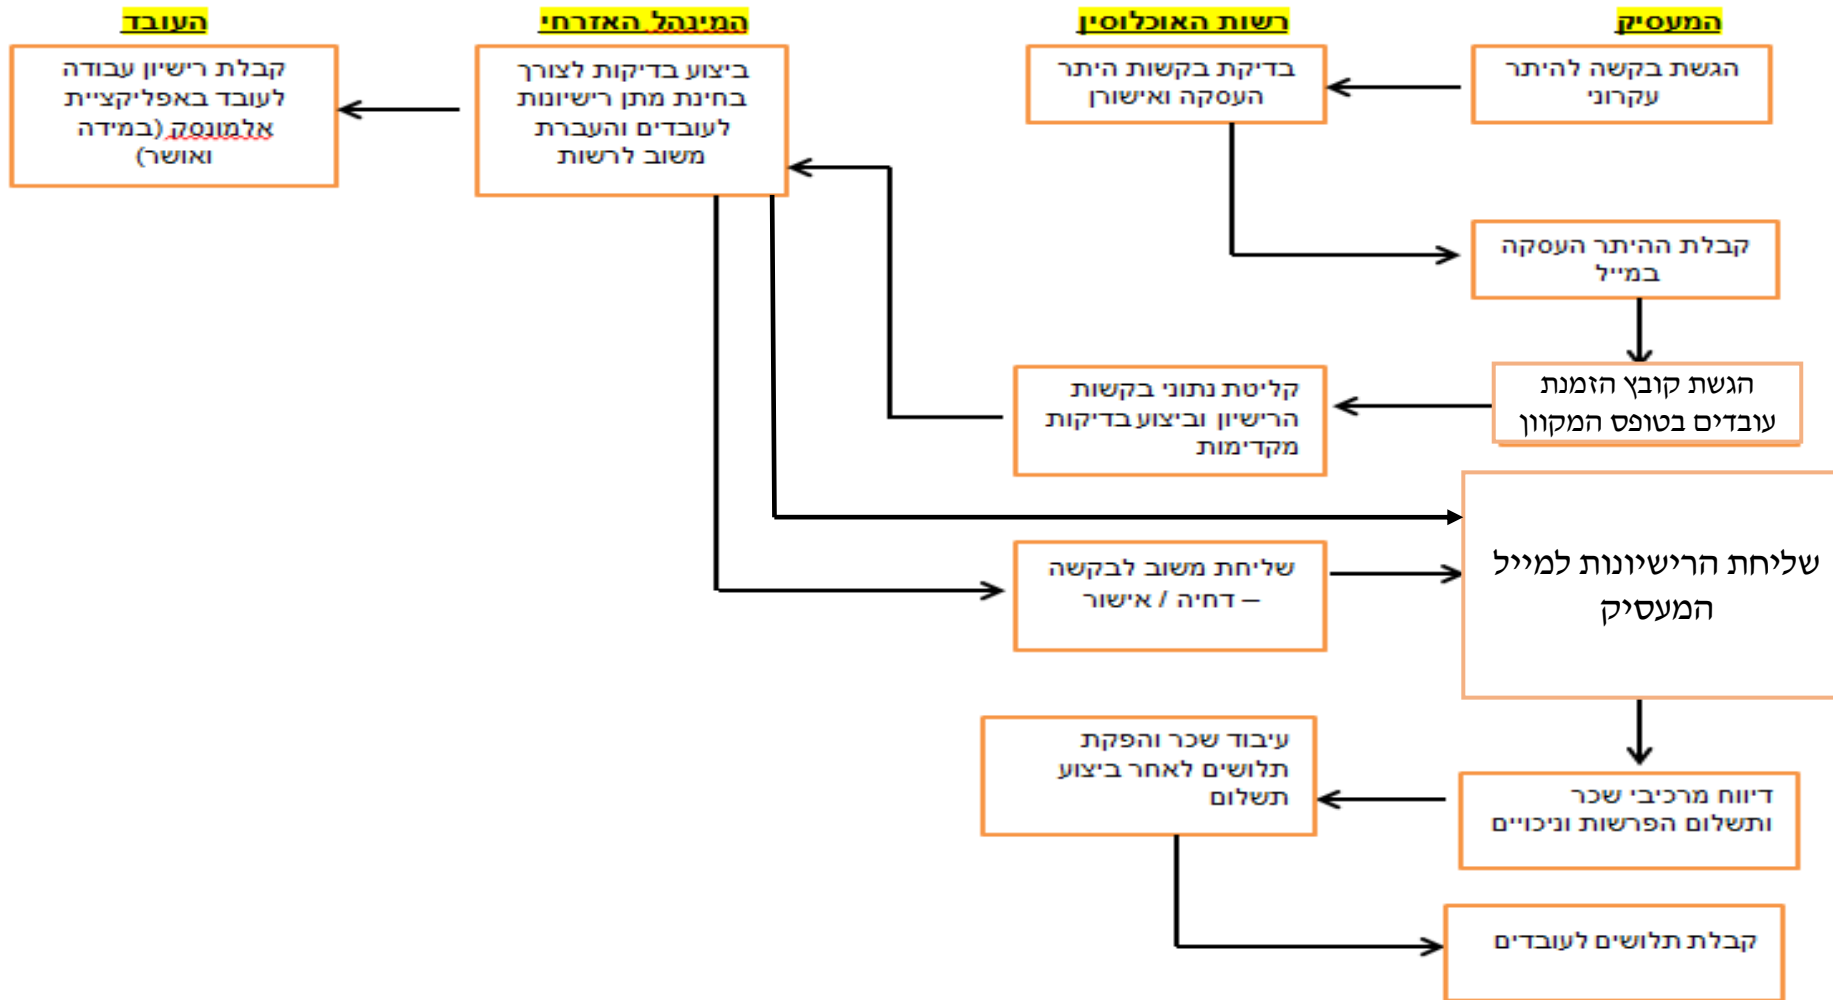 המעסיק
רשות האוכלוסין
המינהל האזרחי
העובד
הגשת בקשה להיתר
עקרוני
בדיקת בקשות היתר
העסקה ואישורן
ביצוע בדיקות לצורך
בחינת מתן רישיונות
לעובדים והעברת
משוב לרשות
קבלת רישיון עבודה
לעובד באפליקציית
אלמונסק (במידה
ואושר)
קבלת ההיתר העסקה
במייל
הגשת קובץ הזמנת
עובדים בטופס המקוון
קליטת נתוני בקשות
הרישיון וביצוע בדיקות
מקדימות
שליחת הרישיונות למייל
המעסיק
שליחת משוב לבקשה
– דחיה / אישור
דיווח מרכיבי שכר
ותשלום הפרשות וניכויים
עיבוד שכר והפקת
תלושים לאחר ביצוע
תשלום
קבלת תלושים לעובדים